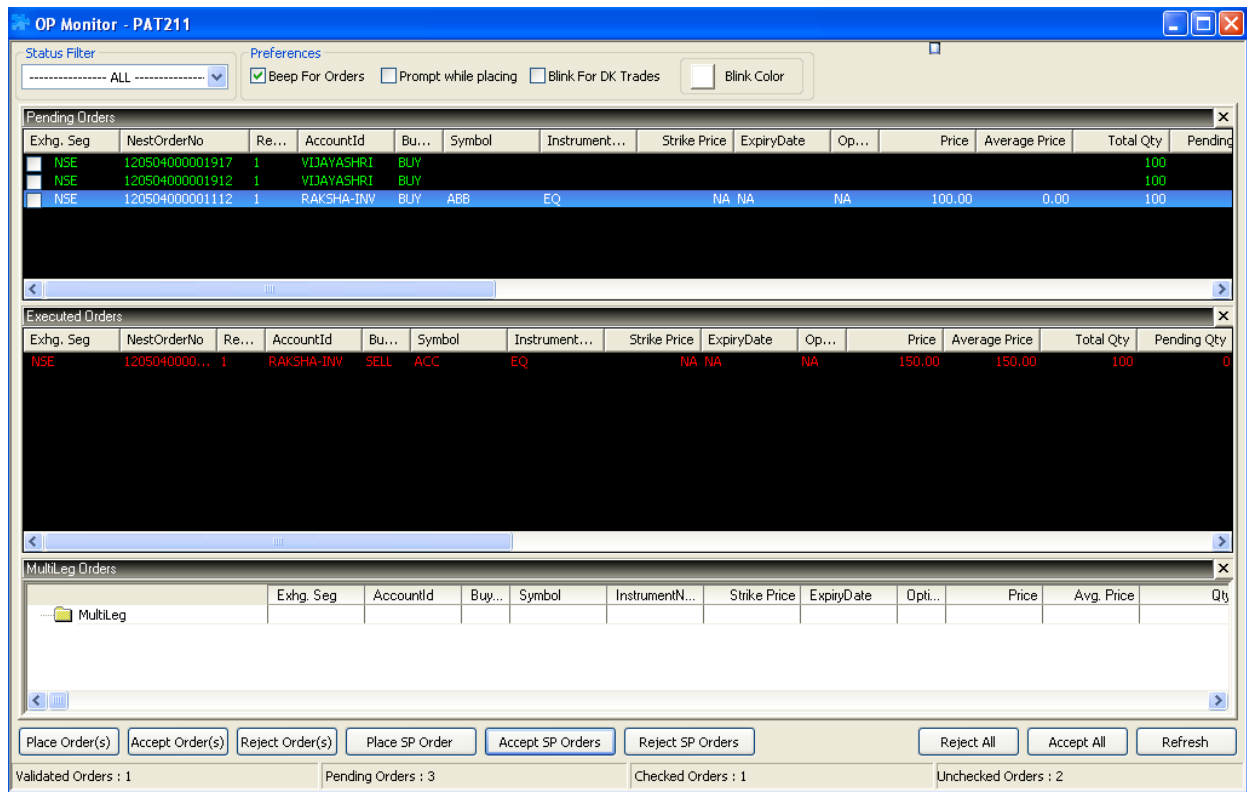 OP Monitor - PAT211
Status Filter Preferences
---------------- ALL --------------- Beep For Orders Prompt while placing Blink For DK Trades Blink Color
Pending Orders
Exhg. Seg NestOrderNo Re... AccountId Bu... Symbol Instrument... Strike Price ExpiryDate Op... Price Average Price Total Qty Pending
NSE 120504000001917 1 VIJAYASHRI BUY 100
NSE 120504000001912 1 VIJAYASHRI BUY 100
NSE 120504000001112 1 RAKSHA-INV BUY ABB EQ NA NA NA 100.00 0.00 100
Executed Orders
Exhg. Seg NestOrderNo Re... AccountId Bu... Symbol Instrument... Strike Price ExpiryDate Op... Price Average Price Total Qty Pending Qty
NSE 1205040000... 1 RAKSHA-INV SELL ACC EQ NA NA NA 150.00 150.00 100 0
MultiLeg Orders
Exhg. Seg AccountId Buy... Symbol InstrumentN... Strike Price ExpiryDate Opti... Price Avg. Price Qty
MultiLeg
Place Order(s) Accept Order(s) Reject Order(s) Place SP Order Accept SP Orders Reject SP Orders Reject All Accept All Refresh
Validated Orders : 1 Pending Orders : 3 Checked Orders : 1 Unchecked Orders : 2